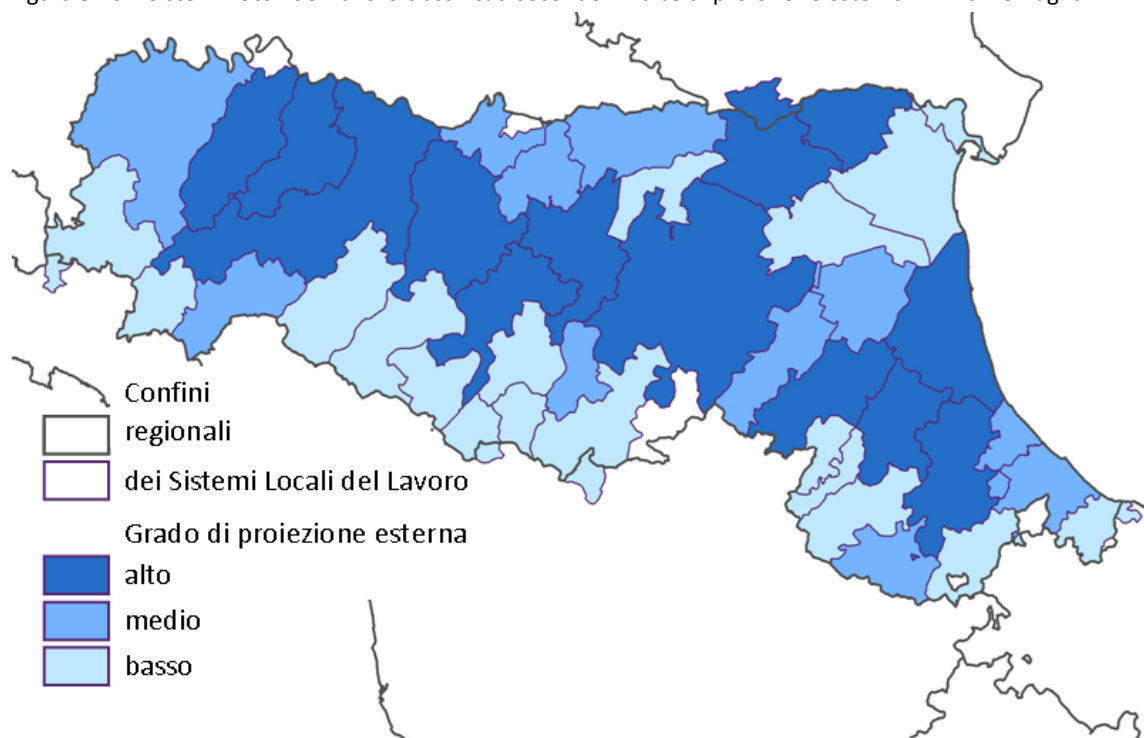 Confini
regionali
dei Sistemi Locali del Lavoro
Grado di proiezione esterna
alto
medio
basso